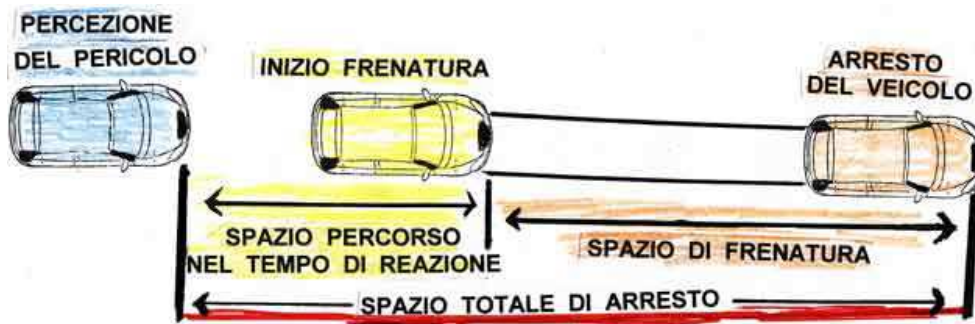 PERCEZIONE
DEL PERICOLO
INIZIO FRENATURA
ARRESTO
DEL VEICOLO
SPAZIO PERCORSO
NEL TEMPO DI REAZIONE
SPAZIO DI FRENATURA
SPAZIO TOTALE DI ARRESTO